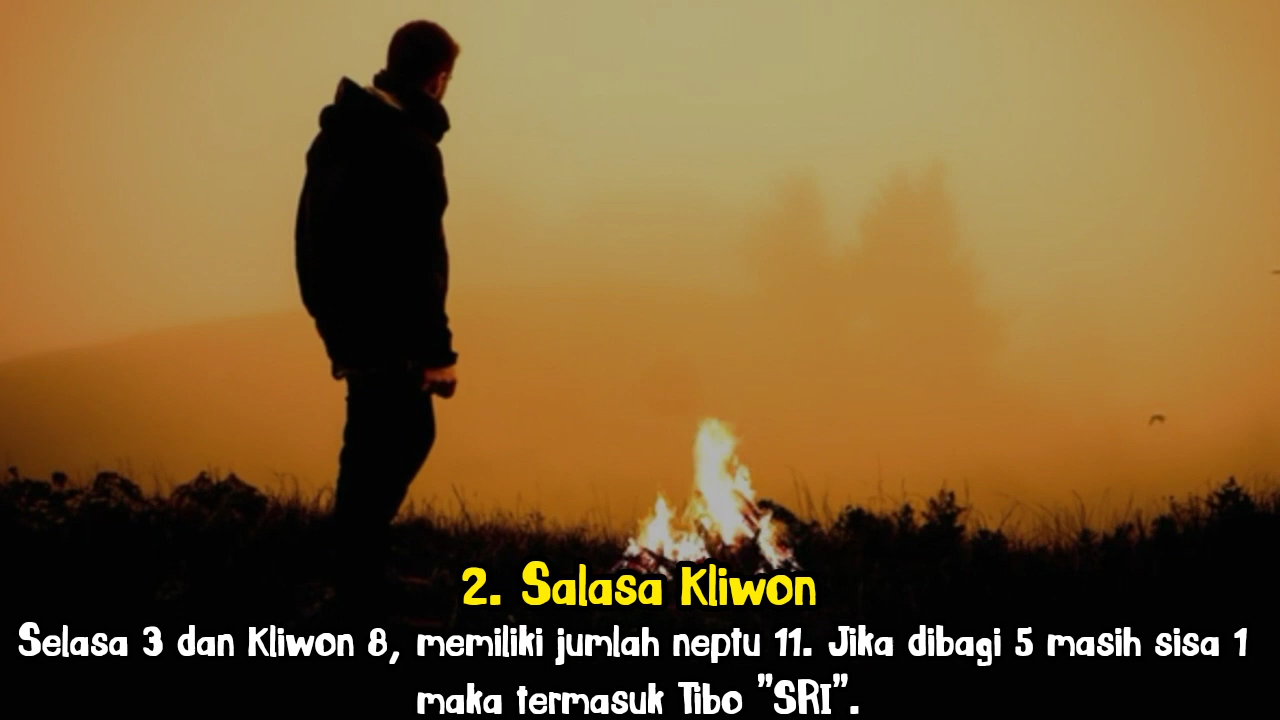 2. Salasa Kliwon
Selasa 3 dan Kliwon 8, memiliki jumlah neptu 11. Jika dibagi 5 masih sisa 1
maka termasuk Tibo "SRI".